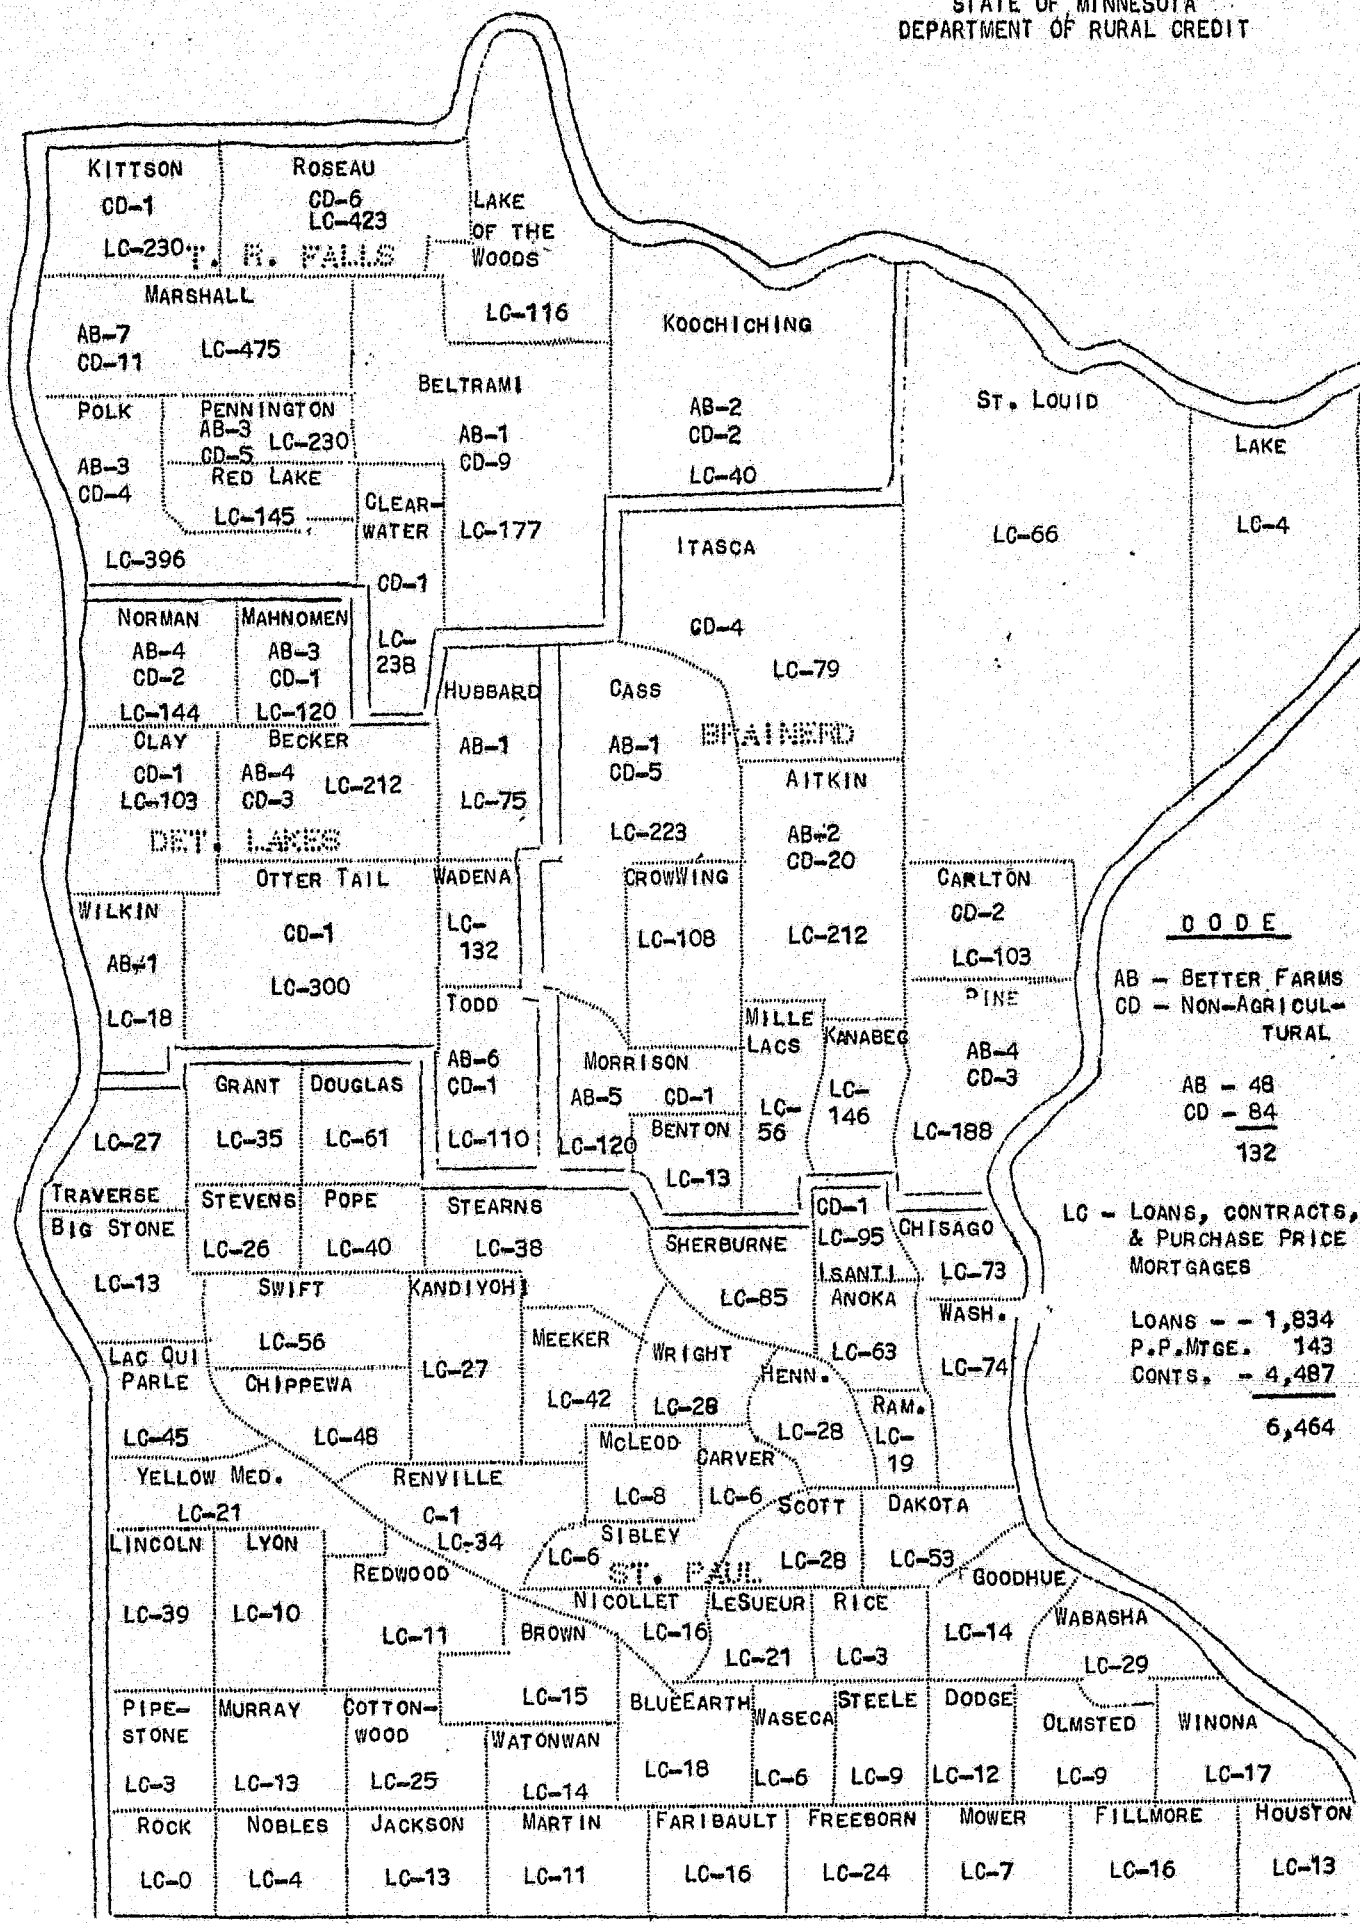 STATE OF MINNESOTA
DEPARTMENT OF RURAL CREDIT
KITTSON
CD-1
LC-230
ROSEAU
CD-6
LC-423
LAKE
OF THE
WOODS
LC-116
T. R. FALLS
MARSHALL
AB-7
CD-11
LC-475
KOOCHICHING
AB-2
CD-2
LC-40
BELTRAMI
AB-1
CD-9
LC-177
ST. LOUID
LC-66
LAKE
LC-4
POLK
AB-3
CD-4
LC-396
PENNINGTON
AB-3
CD-5
LC-230
RED LAKE
LC-145
CLEAR-
WATER
CD-1
LC-
238
ITASCA
CD-4
LC-79
NORMAN
AB-4
CD-2
LC-144
MAHNOMEN
AB-3
CD-1
LC-120
HUBBARD
AB-1
LC-75
CASS
AB-1
CD-5
LC-223
BRAINERD
CLAY
CD-1
LC-103
BECKER
AB-4
CD-3
LC-212
DET. LAKES
AITKIN
AB-2
CD-20
LC-212
OTTER TAIL
CD-1
LC-300
WADENA
LC-
132
CROWWING
LC-108
CARLTON
CD-2
LC-103
WILKIN
AB-1
LC-18
TODD
AB-6
CD-1
LC-110
MORRISON
AB-5
CD-1
LC-120
MILLE
LACS
LC-
56
KANABEC
LC-
146
PINE
AB-4
CD-3
LC-188
CODE
AB - BETTER FARMS
CD - NON-AGRICUL-
TURAL
AB - 48
CD - 84
132
LC - LOANS, CONTRACTS,
& PURCHASE PRICE
MORTGAGES
LOANS - - 1,834
P.P.MTGE. 143
CONTS. - 4,487
6,464
GRANT
LC-35
DOUGLAS
LC-61
LC-27
TRAVERSE
BENTON
LC-13
BIG STONE
LC-13
STEVENS
LC-26
POPE
LC-40
STEARNS
LC-38
SHERBURNE
LC-85
CD-1
LC-95
ISANTI
CHISAGO
LC-73
SWIFT
LC-56
KANDIYOHI
LC-27
MEEKER
LC-42
WRIGHT
LC-28
ANOKA
LC-63
WASH.
LC-74
LAC QUI
PARLE
LC-45
CHIPPEWA
LC-48
HENN.
LC-28
RAM.
LC-
19
MCLEOD
LC-8
CARVER
LC-6
YELLOW MED.
LC-21
RENVILLE
C-1
LC-34
SCOTT
LC-28
DAKOTA
LC-53
SIBLEY
LC-6
ST. PAUL
LINCOLN
LC-39
LYON
LC-10
REDWOOD
LC-11
NICOLLET
LC-16
LESUEUR
LC-21
RICE
LC-3
GOODHUE
LC-14
WABASHA
LC-29
BROWN
LC-15
PIPE-
STONE
LC-3
MURRAY
LC-13
COTTON-
WOOD
LC-25
WATONWAN
LC-14
BLUEEARTH
LC-18
WASECA
LC-6
STEELE
LC-9
DODGE
LC-12
OLMSTED
LC-9
WINONA
LC-17
ROCK
LC-0
NOBLES
LC-4
JACKSON
LC-13
MARTIN
LC-11
FARIBAULT
LC-16
FREEBORN
LC-24
MOWER
LC-7
FILLMORE
LC-16
HOUSTON
LC-13